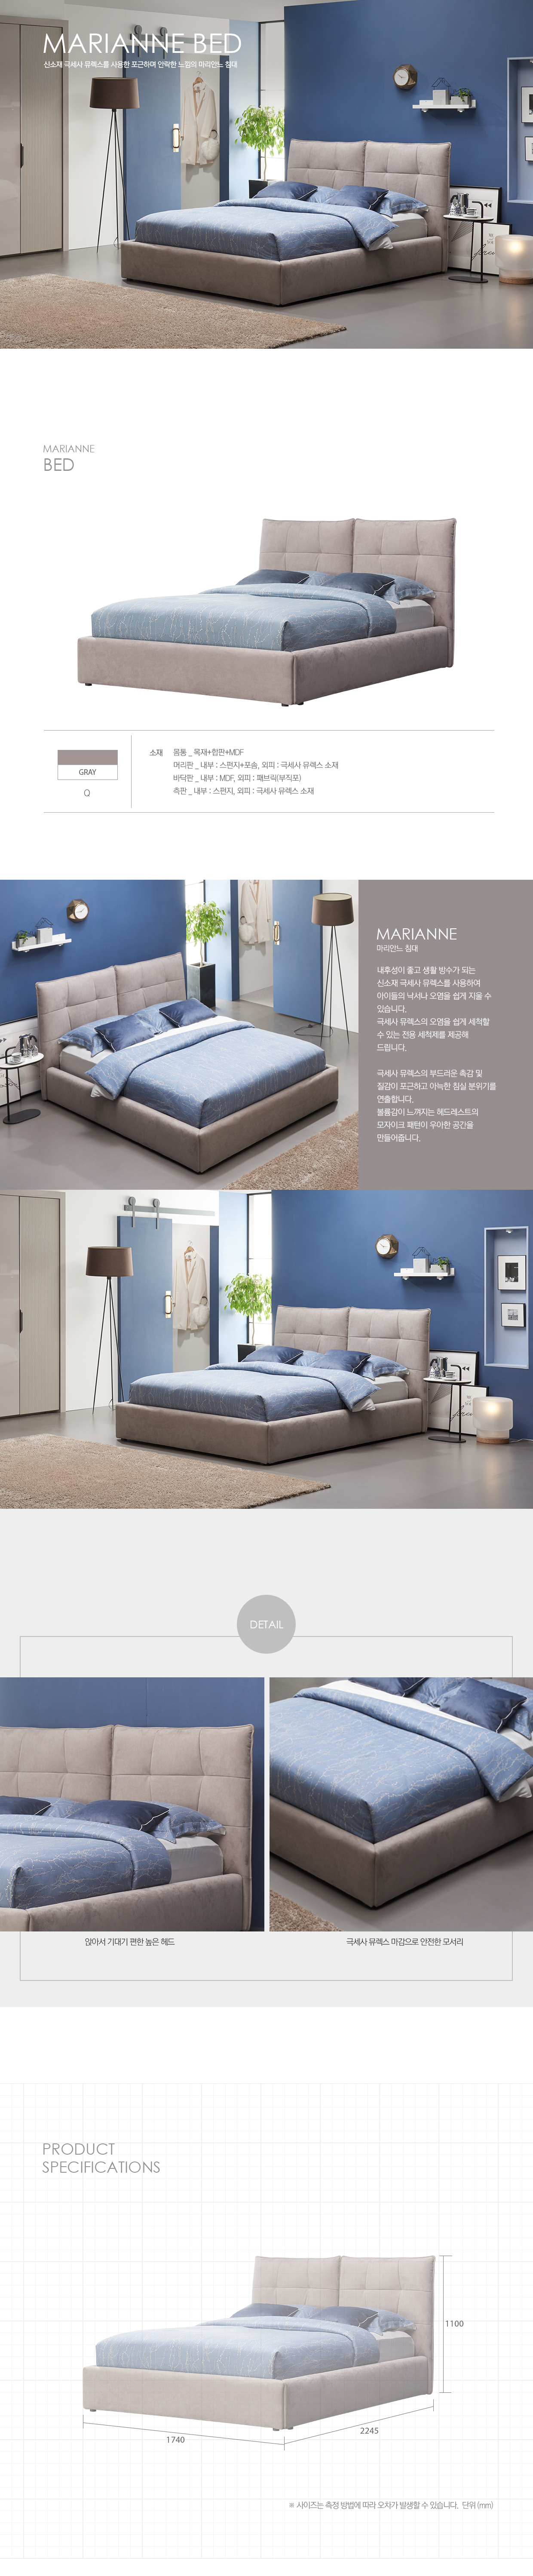 MARIANNE BED
신소재 극세사 뮤렉스를 사용한 포근하며 안락한 느낌의 마리안느 침대
MARIANNE
BED
GRAY
Q
소재
몸통 _ 목재+합판+MDF
머리판 _ 내부 : 스펀지+포솜, 외피 : 극세사 뮤렉스 소재
바닥판 _ 내부 : MDF, 외피 : 패브릭(부직포)
측판 _ 내부 : 스펀지, 외피 : 극세사 뮤렉스 소재
MARIANNE
마리안느 침대
내후성이 좋고 생활 방수가 되는
신소재 극세사 뮤렉스를 사용하여
아이들의 낙서나 오염을 쉽게 지울 수
있습니다.
극세사 뮤렉스의 오염을 쉽게 세척할
수 있는 전용 세척제를 제공해
드립니다.
극세사 뮤렉스의 부드러운 촉감 및
질감이 포근하고 아늑한 침실 분위기를
연출합니다.
볼륨감이 느껴지는 헤드레스트의
모자이크 패턴이 우아한 공간을
만들어줍니다.
DETAIL
앉아서 기대기 편한 높은 헤드
극세사 뮤렉스 마감으로 안전한 모서리
PRODUCT
SPECIFICATIONS
1100
2245
1740
※ 사이즈는 측정 방법에 따라 오차가 발생할 수 있습니다. 단위 (mm)